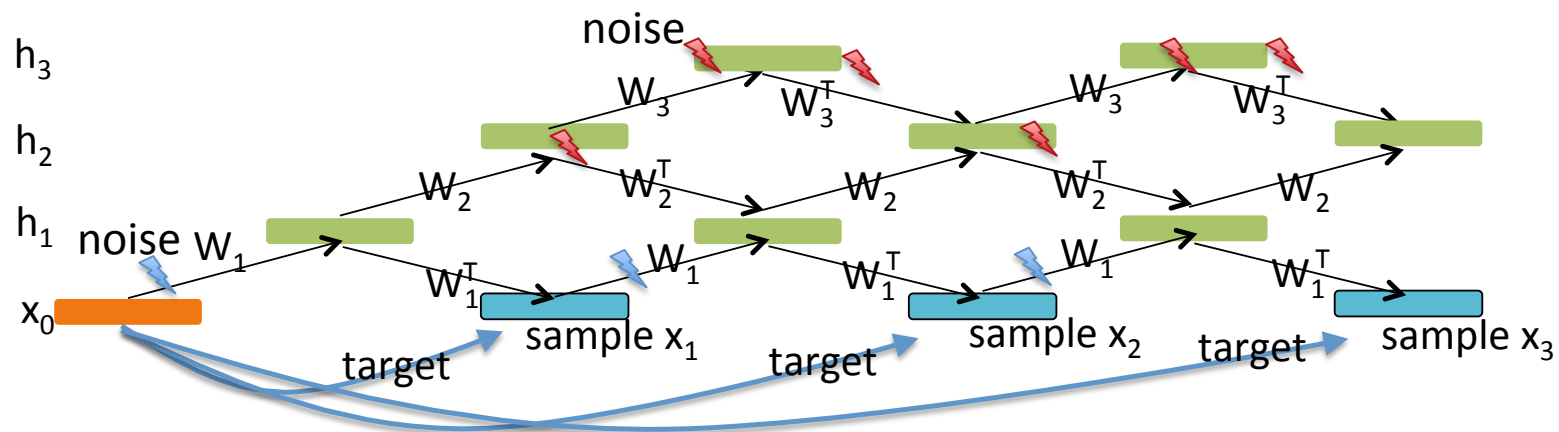 noise
h₃
W₃ W₃ᵀ W₃ W₃ᵀ
h₂
W₂ W₂ᵀ W₂ W₂ᵀ W₂
h₁
noise W₁ W₁ᵀ W₁ W₁ᵀ W₁ W₁ᵀ
x₀
sample x₁ sample x₂ sample x₃
target target target